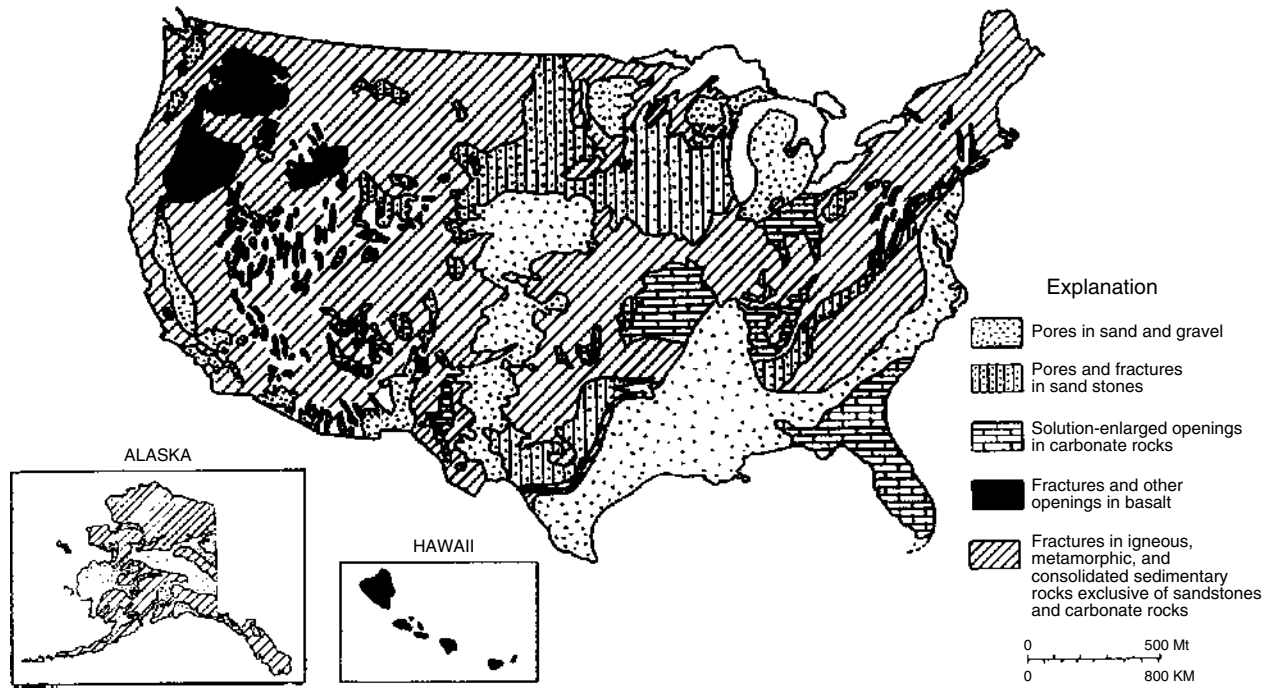 Explanation
Pores in sand and gravel
Pores and fractures
in sand stones
Solution-enlarged openings
in carbonate rocks
Fractures and other
openings in basalt
Fractures in igneous,
metamorphic, and
consolidated sedimentary
rocks exclusive of sandstones
and carbonate rocks
0 500 Mt
0 800 KM
ALASKA
HAWAII